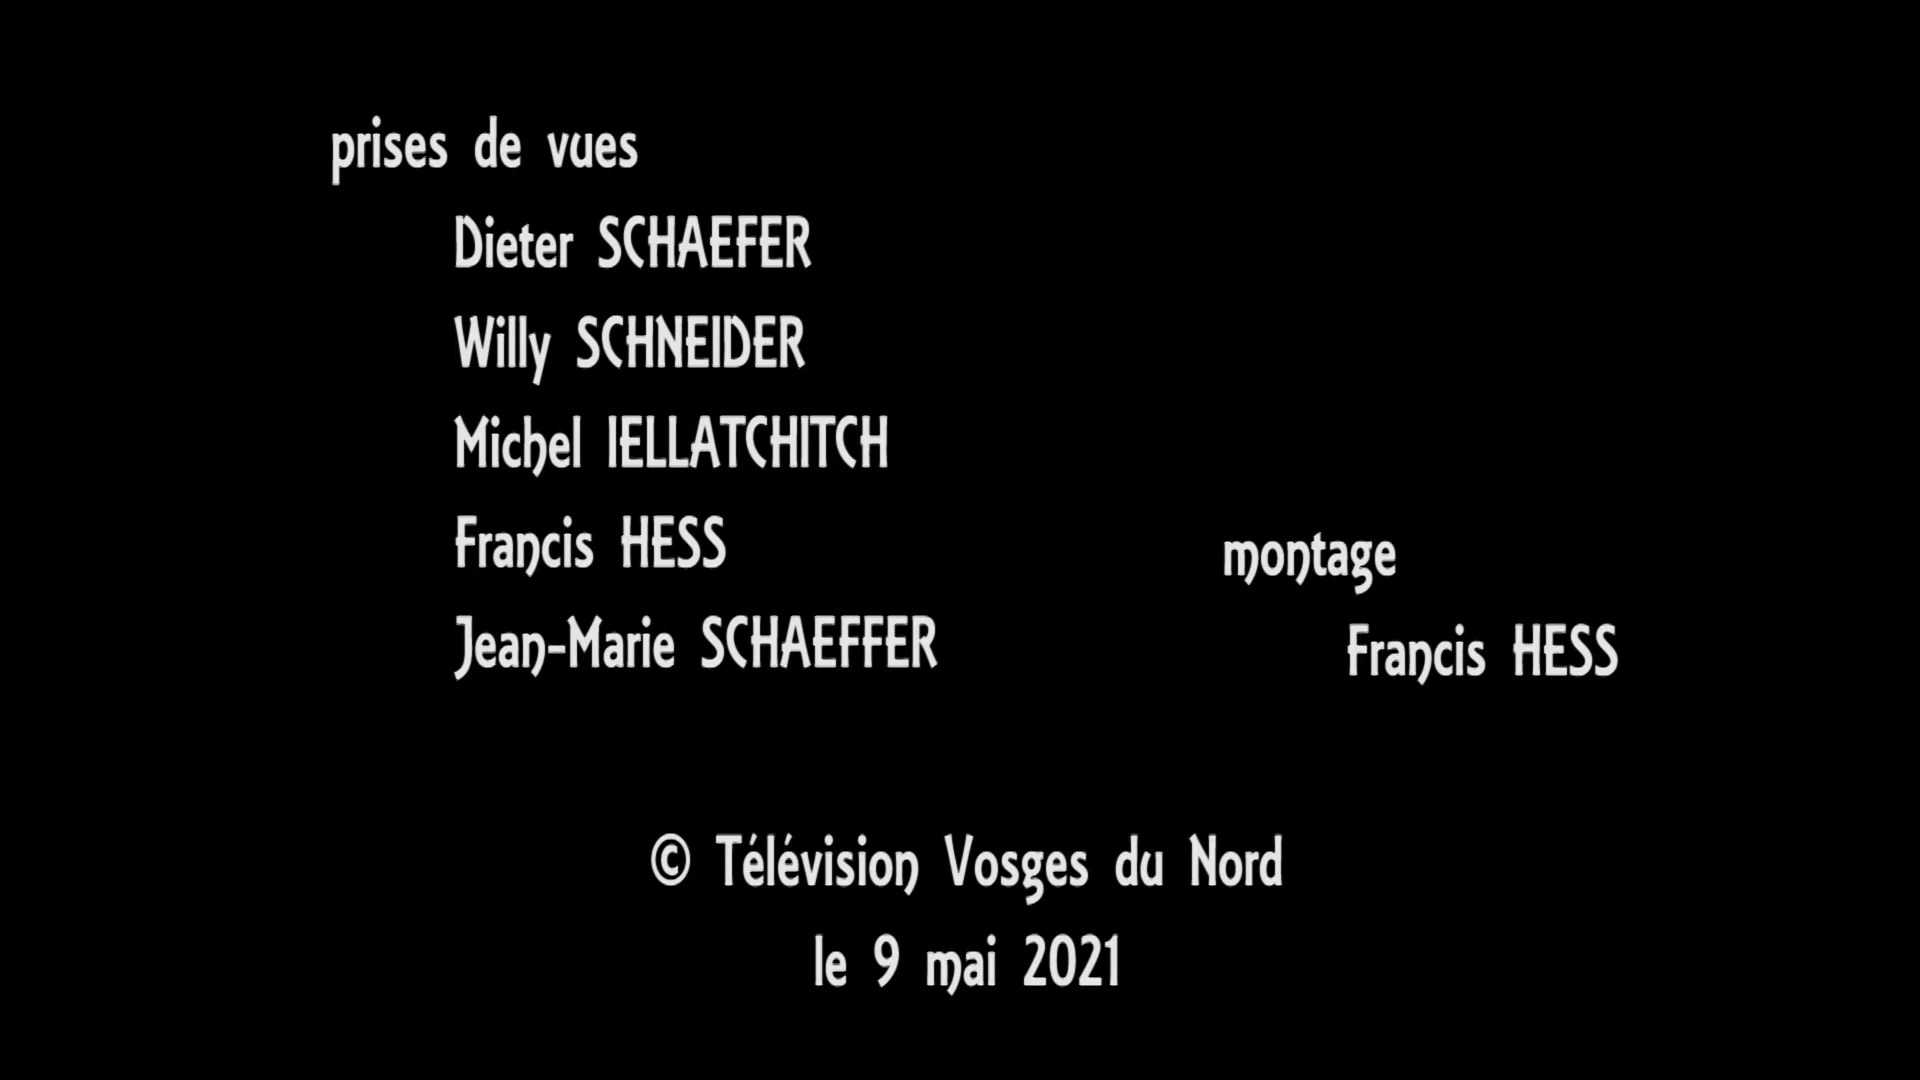 prises de vues
Dieter SCHAEFER
Willy SCHNEIDER
Michel IELLATCHITCH
Francis HESS
Jean-Marie SCHAEFFER
montage
Francis HESS
© Télévision Vosges du Nord
le 9 mai 2021